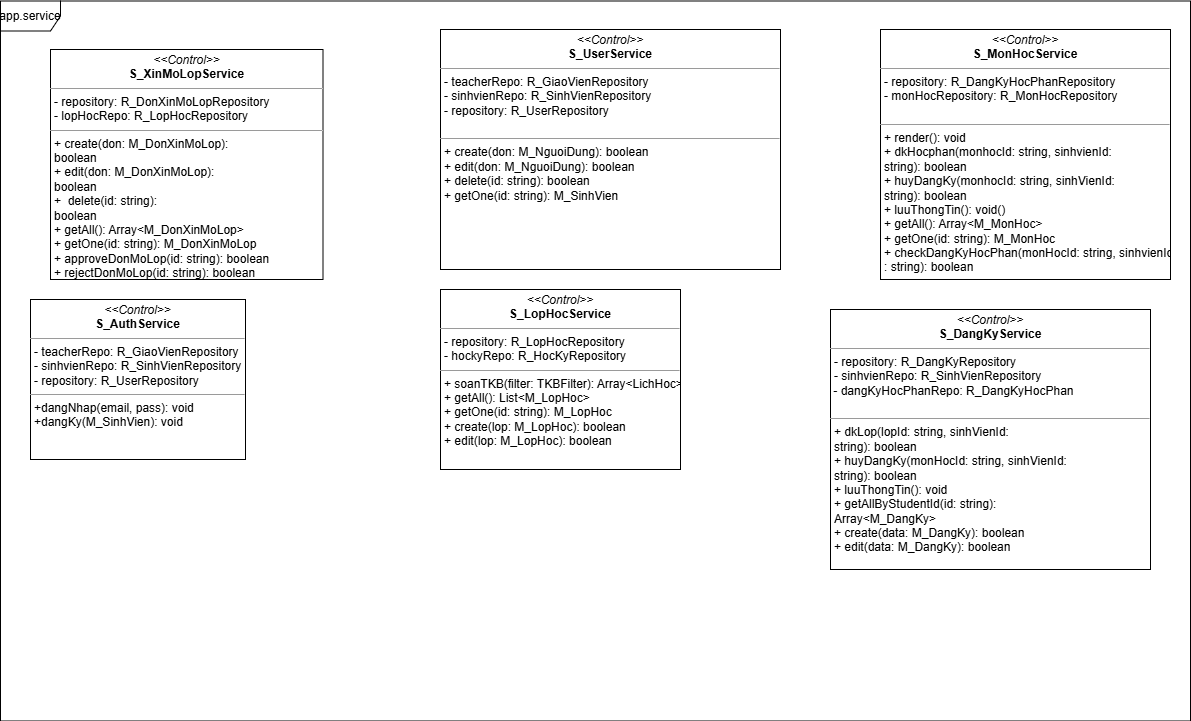 app.service
<<Control>>
S_XinMoLopService
- repository: R_DonXinMoLopRepository
- lopHocRepo: R_LopHocRepository
+ create(don: M_DonXinMoLop):
boolean
+ edit(don: M_DonXinMoLop):
boolean
+  delete(id: string):
boolean
+ getAll(): Array<M_DonXinMoLop>
+ getOne(id: string): M_DonXinMoLop
+ approveDonMoLop(id: string): boolean
+ rejectDonMoLop(id: string): boolean
<<Control>>
S_UserService
- teacherRepo: R_GiaoVienRepository
- sinhvienRepo: R_SinhVienRepository
- repository: R_UserRepository
+ create(don: M_NguoiDung): boolean
+ edit(don: M_NguoiDung): boolean
+ delete(id: string): boolean
+ getOne(id: string): M_SinhVien
<<Control>>
S_MonHocService
- repository: R_DangKyHocPhanRepository
- monHocRepository: R_MonHocRepository
+ render(): void
+ dkHocphan(monhocId: string, sinhvienId:
string): boolean
+ huyDangKy(monhocId: string, sinhVienId:
string): boolean
+ luuThongTin(): void()
+ getAll(): Array<M_MonHoc>
+ getOne(id: string): M_MonHoc
+ checkDangKyHocPhan(monHocId: string, sinhvienId
: string): boolean
<<Control>>
S_AuthService
- teacherRepo: R_GiaoVienRepository
- sinhvienRepo: R_SinhVienRepository
- repository: R_UserRepository
+dangNhap(email, pass): void
+dangKy(M_SinhVien): void
<<Control>>
S_LopHocService
- repository: R_LopHocRepository
- hockyRepo: R_HocKyRepository
+ soanTKB(filter: TKBFilter): Array<LichHoc>
+ getAll(): List<M_LopHoc>
+ getOne(id: string): M_LopHoc
+ create(lop: M_LopHoc): boolean
+ edit(lop: M_LopHoc): boolean
<<Control>>
S_DangKyService
- repository: R_DangKyRepository
- sinhvienRepo: R_SinhVienRepository
- dangKyHocPhanRepo: R_DangKyHocPhan
+ dkLop(lopId: string, sinhVienId:
string): boolean
+ huyDangKy(monHocId: string, sinhVienId:
string): boolean
+ luuThongTin(): void
+ getAllByStudentId(id: string):
Array<M_DangKy>
+ create(data: M_DangKy): boolean
+ edit(data: M_DangKy): boolean